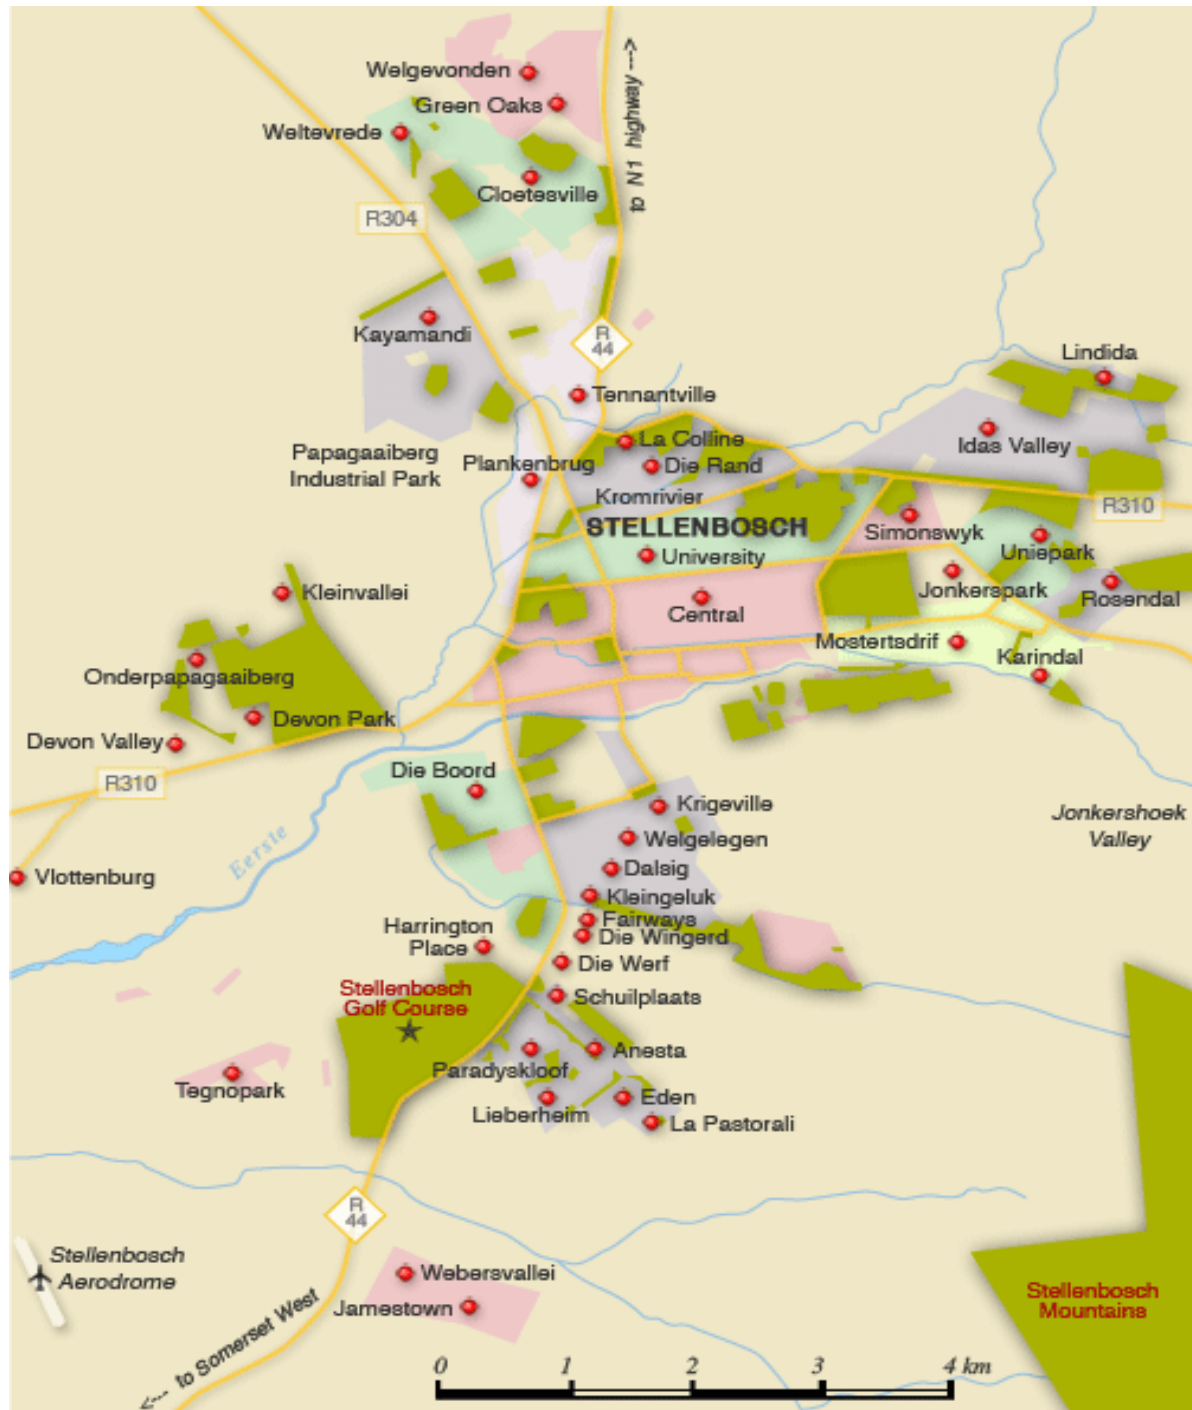 Welgevonden
Green Oaks
Weltevrede
Cloetesville
to N1 highway --->
R304
Kayamandi
R
44
Lindida
Tennantville
La Colline
Idas Valley
Papagaaiberg
Industrial Park
Plankenbrug
Die Rand
Kromrivier
R310
STELLENBOSCH
Simonswyk
University
Uniepark
Kleinvallei
Jonkerspark
Rosendal
Central
Mostertsdrif
Karindal
Onderpapagaaiberg
Devon Park
Devon Valley
R310
Die Boord
Krigeville
Jonkershoek
Valley
Eerste
Welgelegen
Dalsig
Vlottenburg
Kleingeluk
Fairways
Harrington
Place
Die Wingerd
Die Werf
Stellenbosch
Golf Course
Schuilplaats
Anesta
Paradyskloof
Tegnopark
Lieberheim
Eden
La Pastorali
R
44
Stellenbosch
Aerodrome
Webersvallei
Jamestown
Stellenbosch
Mountains
<--- to Somerset West
0 1 2 3 4 km